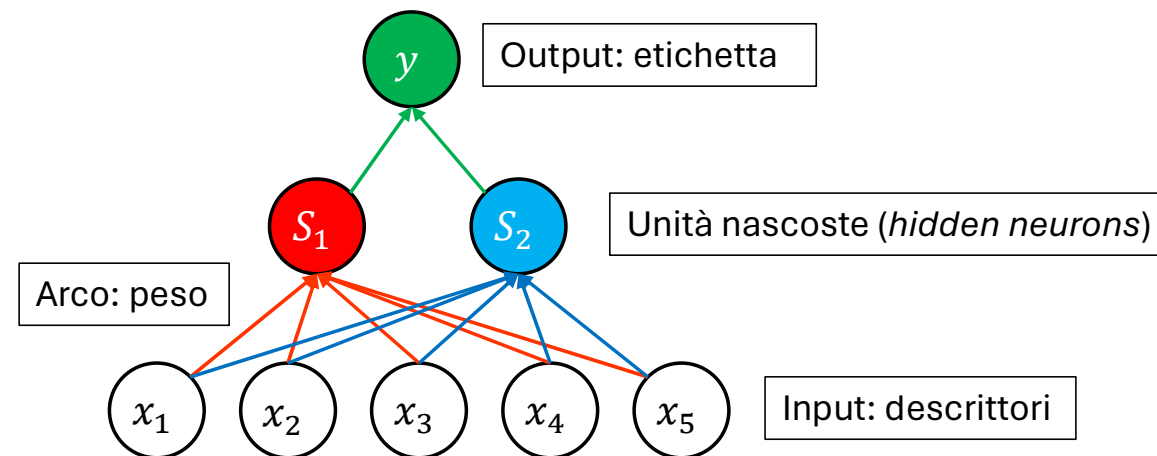 y
Output: etichetta
S₁
S₂
Unità nascoste (hidden neurons)
Arco: peso
x₁
x₂
x₃
x₄
x₅
Input: descrittori